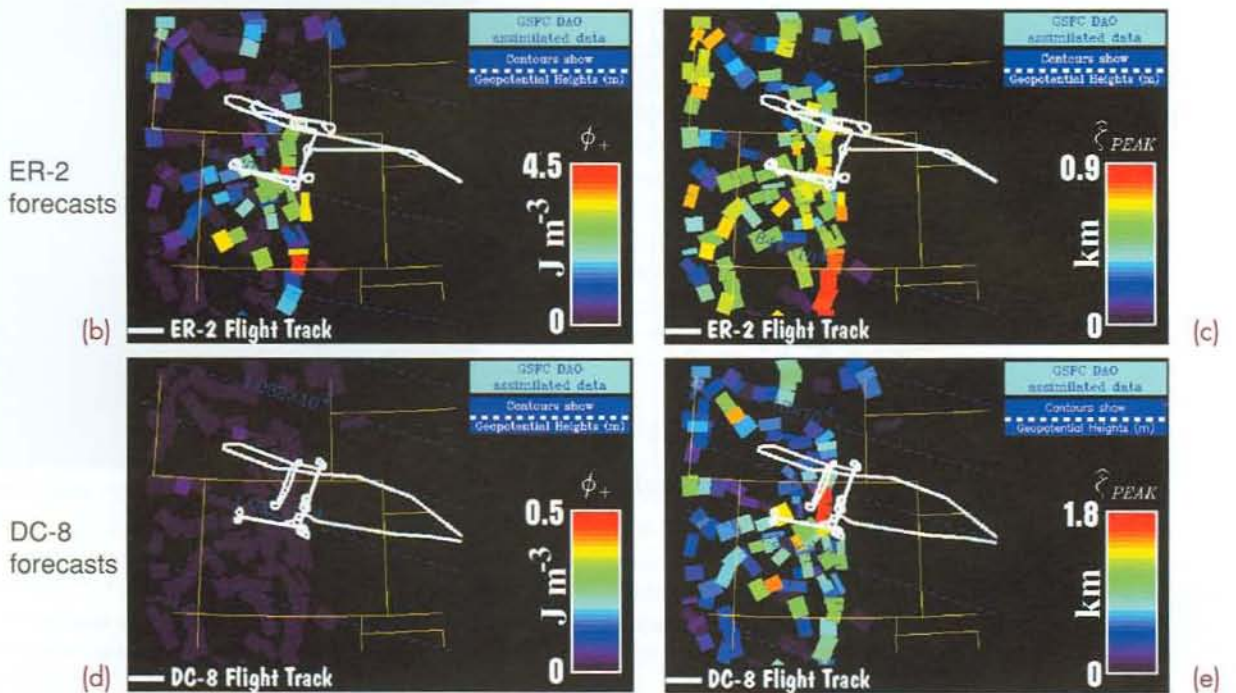 ER-2
forecasts
GSFC DAO
assimilated data
Contours show
Geopotential Heights (m)
ϕ+
4.5
J m⁻³
0
ER-2 Flight Track
(b)
GSFC DAO
assimilated data
Contours show
Geopotential Heights (m)
ξ̂ PEAK
0.9
km
0
ER-2 Flight Track
(c)
DC-8
forecasts
GSFC DAO
assimilated data
Contours show
Geopotential Heights (m)
ϕ+
0.5
J m⁻³
0
DC-8 Flight Track
(d)
GSFC DAO
assimilated data
Contours show
Geopotential Heights (m)
ξ̂ PEAK
1.8
km
0
DC-8 Flight Track
(e)